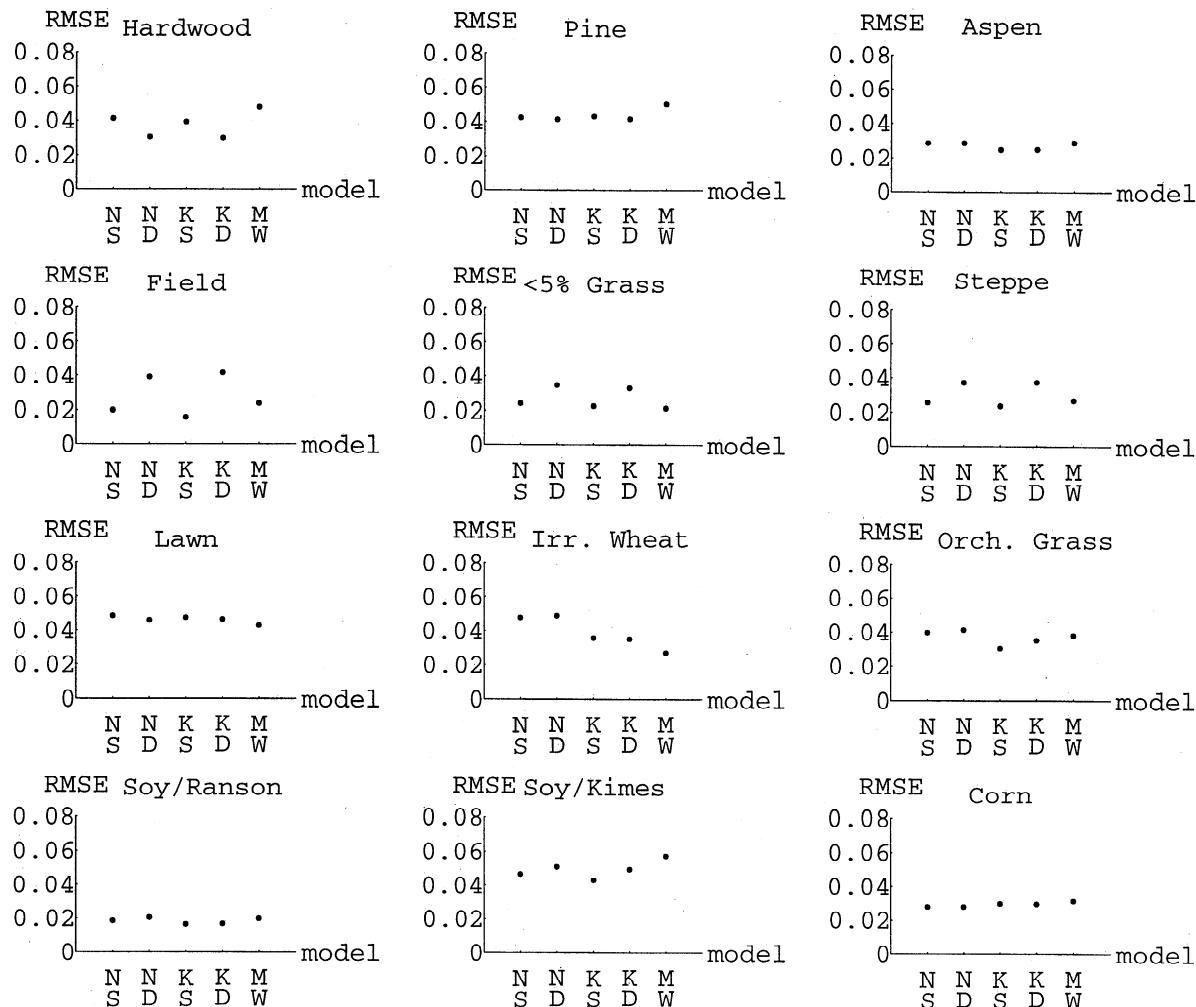 RMSE Hardwood
0.08
0.06
0.04
0.02
0
model
N N K K M
S D S D W
RMSE Pine
0.08
0.06
0.04
0.02
0
model
N N K K M
S D S D W
RMSE Aspen
0.08
0.06
0.04
0.02
0
model
N N K K M
S D S D W
RMSE Field
0.08
0.06
0.04
0.02
0
model
N N K K M
S D S D W
RMSE <5% Grass
0.08
0.06
0.04
0.02
0
model
N N K K M
S D S D W
RMSE Steppe
0.08
0.06
0.04
0.02
0
model
N N K K M
S D S D W
RMSE Lawn
0.08
0.06
0.04
0.02
0
model
N N K K M
S D S D W
RMSE Irr. Wheat
0.08
0.06
0.04
0.02
0
model
N N K K M
S D S D W
RMSE Orch. Grass
0.08
0.06
0.04
0.02
0
model
N N K K M
S D S D W
RMSE Soy/Ranson
0.08
0.06
0.04
0.02
0
model
N N K K M
S D S D W
RMSE Soy/Kimes
0.08
0.06
0.04
0.02
0
model
N N K K M
S D S D W
RMSE Corn
0.08
0.06
0.04
0.02
0
model
N N K K M
S D S D W